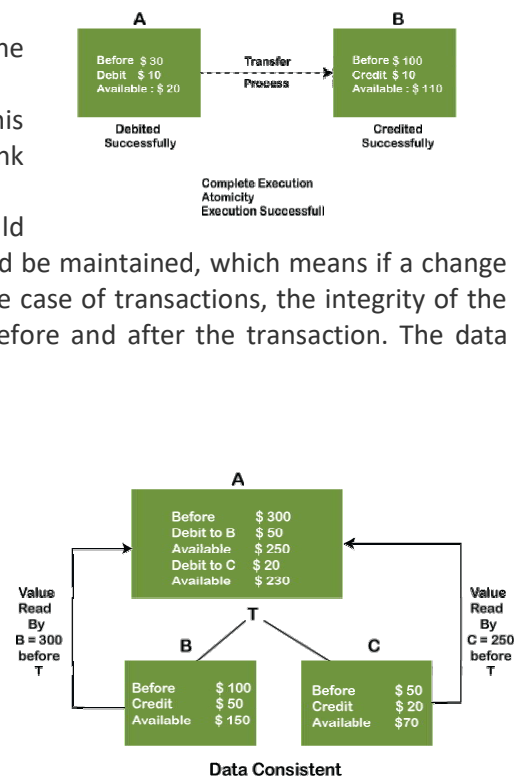 A
B
ne
Before $ 30
Debit $ 10
Available : $ 20
Transfer
Process
Before $ 100
Credit $ 10
Available : $ 110
his
nk
Debited
Successfully
Credited
Successfully
Complete Execution
Atomicity
Execution Successfull
ld
d be maintained, which means if a change
e case of transactions, the integrity of the
efore and after the transaction. The data
A
Before $ 300
Debit to B $ 50
Available $ 250
Debit to C $ 20
Available $ 230
Value
Read
By
B = 300
before
T
Value
Read
By
C = 250
before
T
T
B
C
Before $ 100
Credit $ 50
Available $ 150
Before $ 50
Credit $ 20
Available $70
Data Consistent